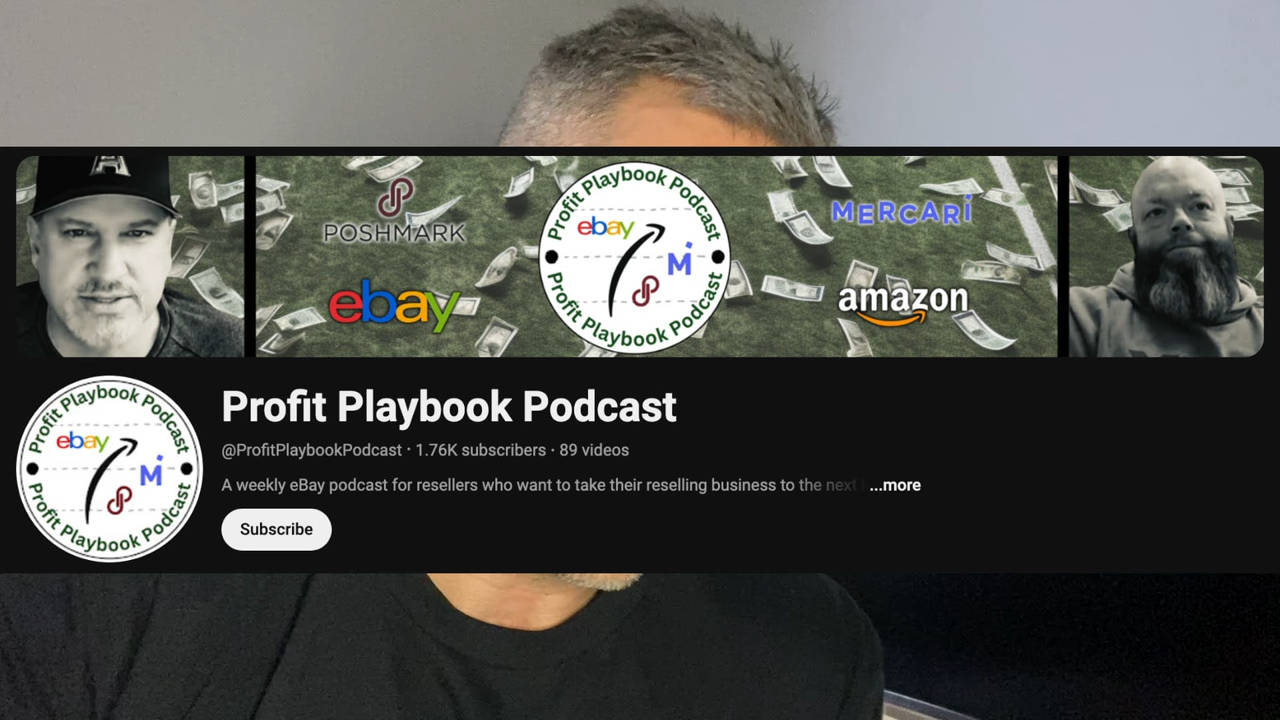 A
POSHMARK
ebay
Profit Playbook Podcast
ebay
M
Profit Playbook Podcast
MERCARI
amazon
Profit Playbook Podcast
ebay
M
Profit Playbook Podcast
Profit Playbook Podcast
@ProfitPlaybookPodcast · 1.76K subscribers · 89 videos
A weekly eBay podcast for resellers who want to take their reselling business to the next ...more
Subscribe